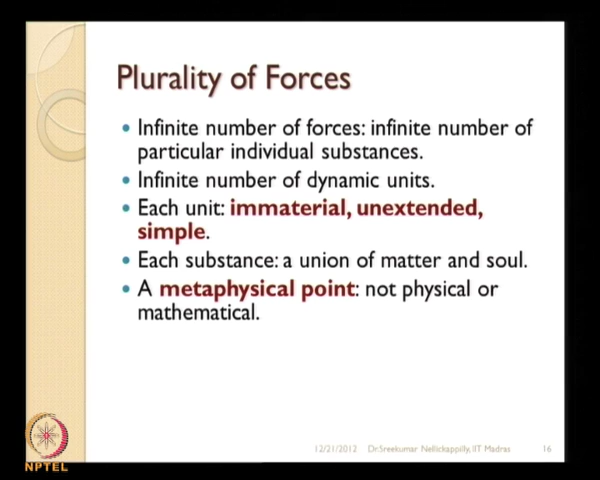 Plurality of Forces
• Infinite number of forces: infinite number of
particular individual substances.
• Infinite number of dynamic units.
• Each unit: immaterial, unextended,
simple.
• Each substance: a union of matter and soul.
• A metaphysical point: not physical or
mathematical.
12/21/2012 Dr.Sreekumar Nellickappilly, IIT Madras 16
NPTEL